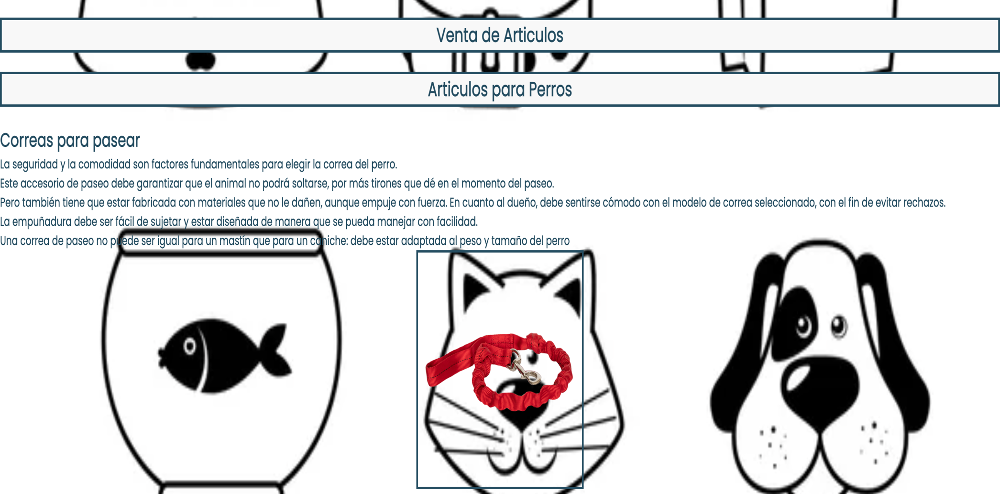 Venta de Articulos
Articulos para Perros
Correas para pasear
La seguridad y la comodidad son factores fundamentales para elegir la correa del perro.
Este accesorio de paseo debe garantizar que el animal no podrá soltarse, por más tirones que dé en el momento del paseo.
Pero también tiene que estar fabricada con materiales que no le dañen, aunque empuje con fuerza. En cuanto al dueño, debe sentirse cómodo con el modelo de correa seleccionado, con el fin de evitar rechazos.
La empuñadura debe ser fácil de sujetar y estar diseñada de manera que se pueda manejar con facilidad.
Una correa de paseo no puede ser igual para un mastín que para un caniche: debe estar adaptada al peso y tamaño del perro